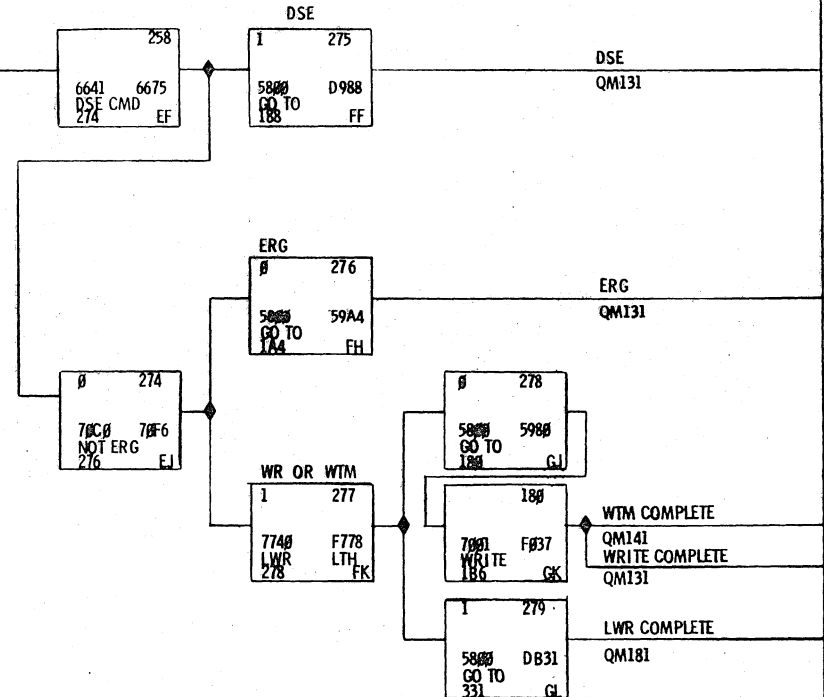 DSE
258
6641 6675
DSE CMD
274 EF
1 275
58ØØ D988
GO TO
188 FF
DSE
QM131
ERG
Ø 276
59A4
GO TO
1A4 FH
ERG
QM131
Ø 274
7ØCØ 7ØF6
NOT ERG
276 EJ
WR OR WTM
1 277
774Ø F778
LWR LTH
278 FK
Ø 278
58ØØ 598Ø
GO TO
18Ø GJ
18Ø
7ØØ1 FØ37
WRITE
1B6 GK
WTM COMPLETE
QM141
WRITE COMPLETE
QM131
1 279
58ØØ DB31
GO TO
331 GL
LWR COMPLETE
QM181